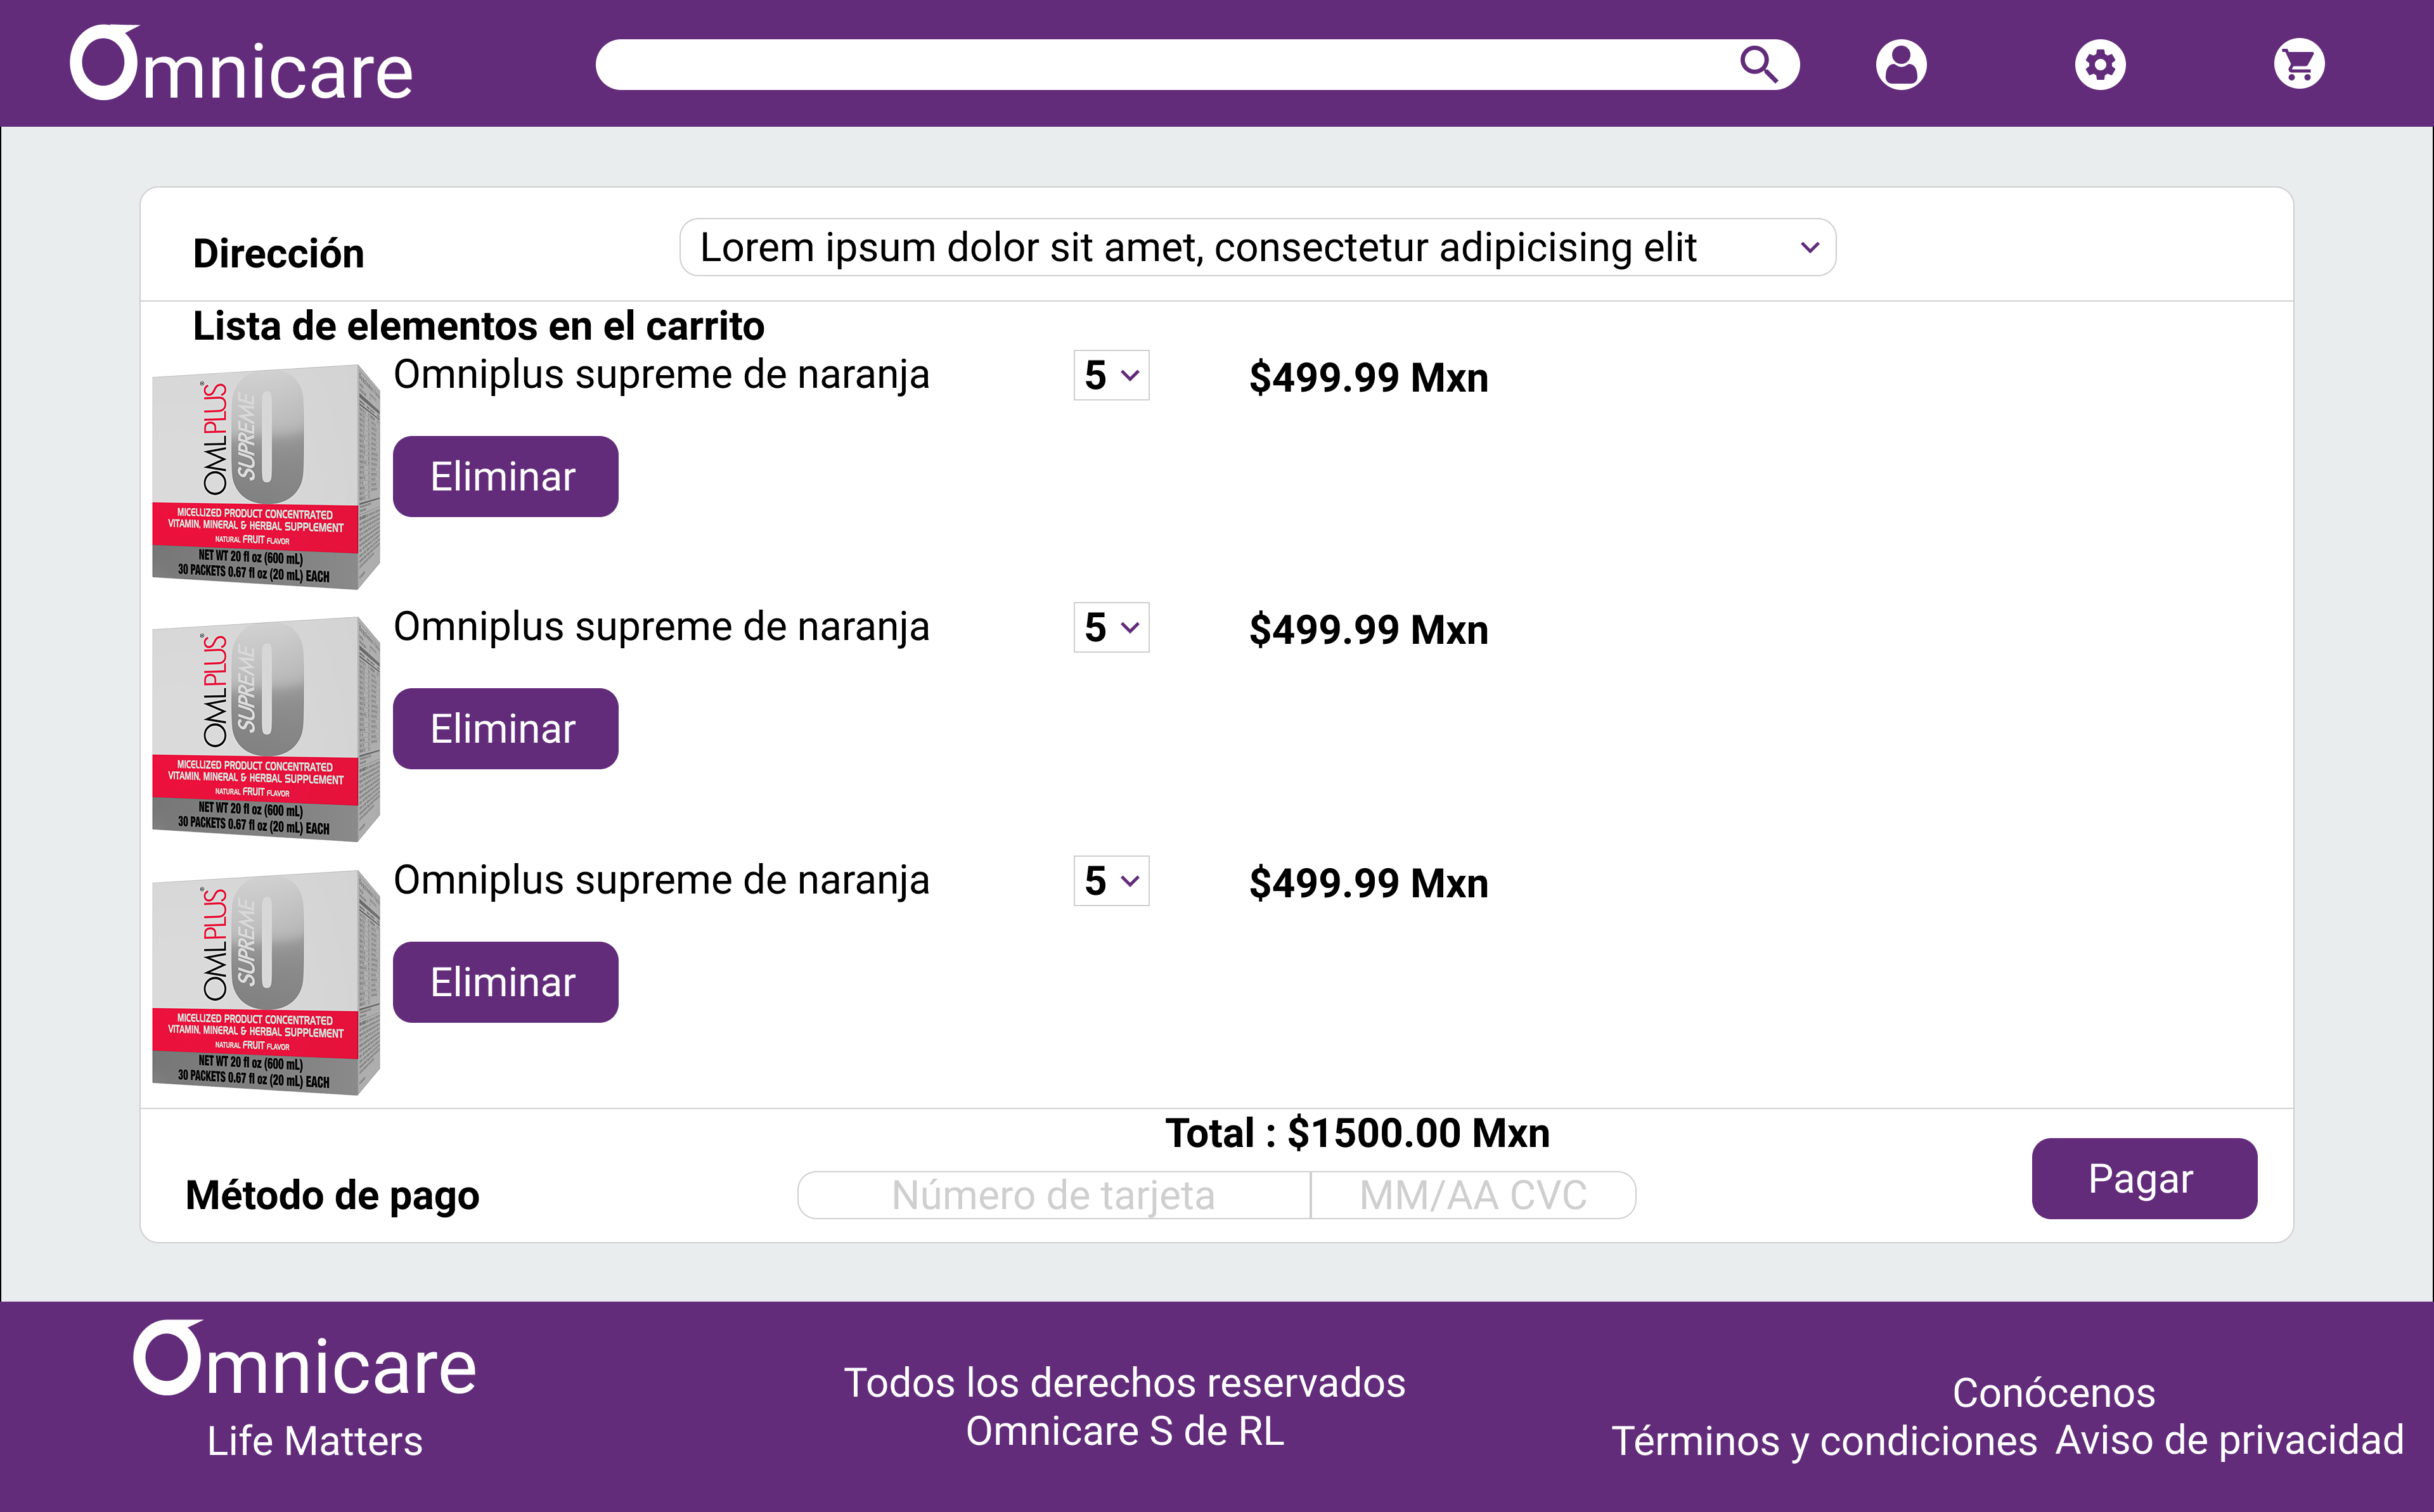 Omnicare
Dirección
Lorem ipsum dolor sit amet, consectetur adipicising elit
Lista de elementos en el carrito
Omniplus supreme de naranja
5
$499.99 Mxn
Eliminar
OMLPLUS®
SUPREME
MICELLIZED PRODUCT CONCENTRATED
VITAMIN, MINERAL & HERBAL SUPPLEMENT
NATURAL FRUIT FLAVOR
NET WT 20 fl oz (600 mL)
30 PACKETS 0.67 fl oz (20 mL) EACH
Omniplus supreme de naranja
5
$499.99 Mxn
Eliminar
OMLPLUS®
SUPREME
MICELLIZED PRODUCT CONCENTRATED
VITAMIN, MINERAL & HERBAL SUPPLEMENT
NATURAL FRUIT FLAVOR
NET WT 20 fl oz (600 mL)
30 PACKETS 0.67 fl oz (20 mL) EACH
Omniplus supreme de naranja
5
$499.99 Mxn
Eliminar
OMLPLUS®
SUPREME
MICELLIZED PRODUCT CONCENTRATED
VITAMIN, MINERAL & HERBAL SUPPLEMENT
NATURAL FRUIT FLAVOR
NET WT 20 fl oz (600 mL)
30 PACKETS 0.67 fl oz (20 mL) EACH
Total : $1500.00 Mxn
Método de pago
Número de tarjeta
MM/AA CVC
Pagar
Omnicare
Life Matters
Todos los derechos reservados
Omnicare S de RL
Conócenos
Términos y condiciones
Aviso de privacidad